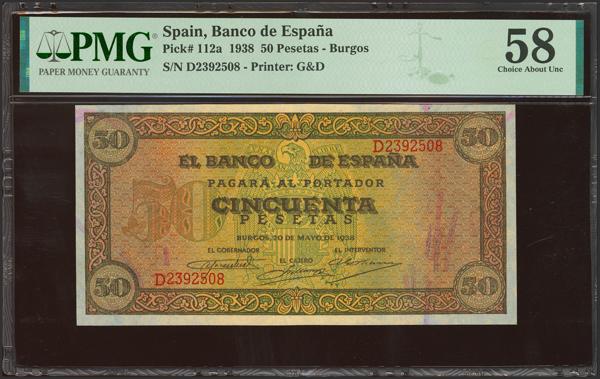 PMG
PAPER MONEY GUARANTY
Spain, Banco de España
Pick# 112a 1938 50 Pesetas - Burgos
S/N D2392508 - Printer: G&D
58
Choice About Unc
50
50
D2392508
EL BANCO DE ESPAÑA
PAGARÁ AL PORTADOR
50
CINCUENTA
PESETAS
BURGOS, 20 DE MAYO DE 1938
EL GOBERNADOR
EL CAJERO
EL INTERVENTOR
D2392508
50
50